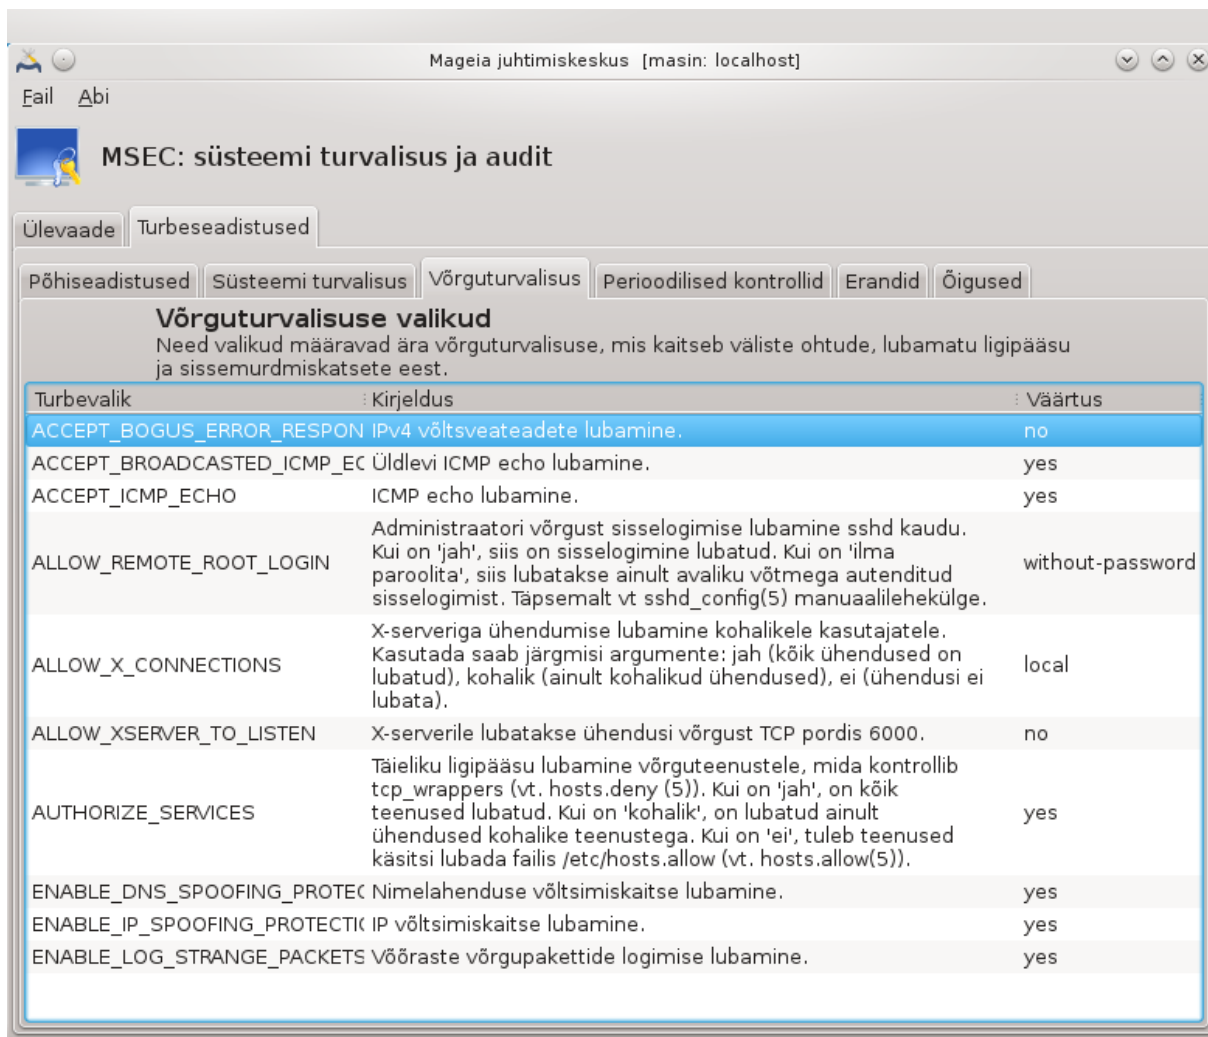 Mageia juhtimiskeskus [masin: localhost]
Fail Abi
MSEC: süsteemi turvalisus ja audit
Ülevaade Turbeseadistused
Põhiseadistused Süsteemi turvalisus Võrguturvalisus Perioodilised kontrollid Erandid Õigused
Võrguturvalisuse valikud
Need valikud määravad ära võrguturvalisuse, mis kaitseb väliste ohtude, lubamatu ligipääsu
ja sissemurdmiskatsete eest.
Turbevalik Kirjeldus Väärtus
ACCEPT_BOGUS_ERROR_RESPON IPv4 võltsveateadete lubamine. no
ACCEPT_BROADCASTED_ICMP_EC Üldlevi ICMP echo lubamine. yes
ACCEPT_ICMP_ECHO ICMP echo lubamine. yes
ALLOW_REMOTE_ROOT_LOGIN Administraatori võrgust sisselogimise lubamine sshd kaudu.
Kui on 'jah', siis on sisselogimine lubatud. Kui on 'ilma
paroolita', siis lubatakse ainult avaliku võtmega autenditud
sisselogimist. Täpsemalt vt sshd_config(5) manuaalilehekülge. without-password
ALLOW_X_CONNECTIONS X-serveriga ühendumise lubamine kohalikele kasutajatele.
Kasutada saab järgmisi argumente: jah (kõik ühendused on
lubatud), kohalik (ainult kohalikud ühendused), ei (ühendusi ei
lubata). local
ALLOW_XSERVER_TO_LISTEN X-serverile lubatakse ühendusi võrgust TCP pordis 6000. no
AUTHORIZE_SERVICES Täieliku ligipääsu lubamine võrguteenustele, mida kontrollib
tcp_wrappers (vt. hosts.deny (5)). Kui on 'jah', on kõik
teenused lubatud. Kui on 'kohalik', on lubatud ainult
ühendused kohalike teenustega. Kui on 'ei', tuleb teenused
käsitsi lubada failis /etc/hosts.allow (vt. hosts.allow(5)). yes
ENABLE_DNS_SPOOFING_PROTEC Nimelahenduse võltsimiskaitse lubamine. yes
ENABLE_IP_SPOOFING_PROTECTIO IP võltsimiskaitse lubamine. yes
ENABLE_LOG_STRANGE_PACKETS Võõraste võrgupakettide logimise lubamine. yes